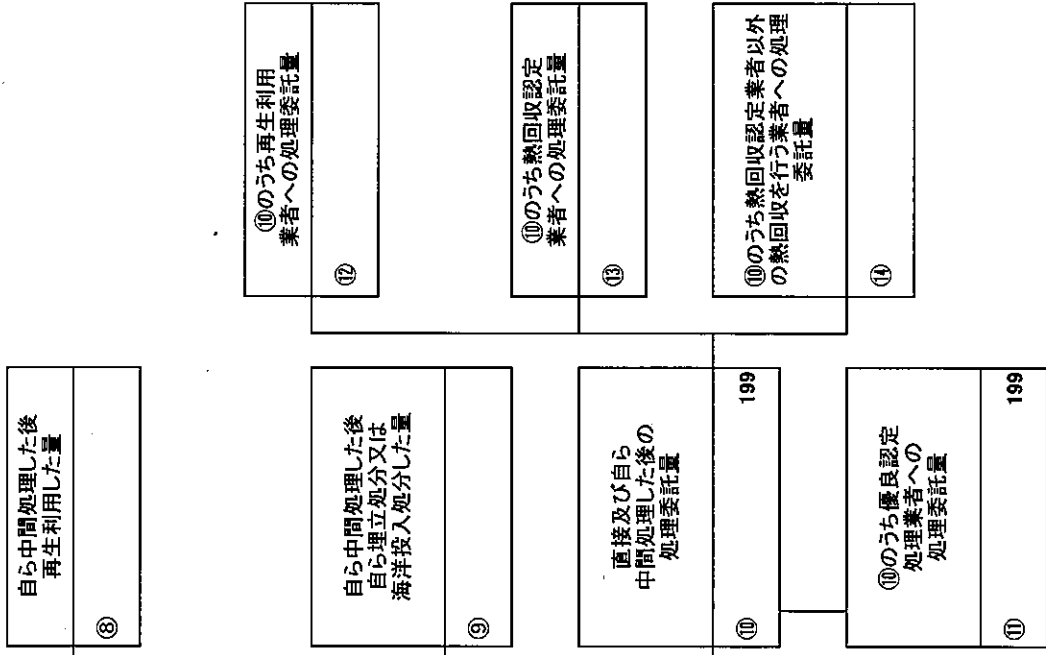 自ら中間処理した後
再生利用した量
⑧
自ら中間処理した後
自ら埋立処分又は
海洋投入処分した量
⑨
直接及び自ら
中間処理した後の
処理委託量
⑩
199
⑩のうち優良認定
処理業者への
処理委託量
⑪
199
⑩のうち再生利用
業者への処理委託量
⑫
⑩のうち熱回収認定
業者への処理委託量
⑬
⑩のうち熱回収認定業者以外
の熱回収を行う業者への処理
委託量
⑭